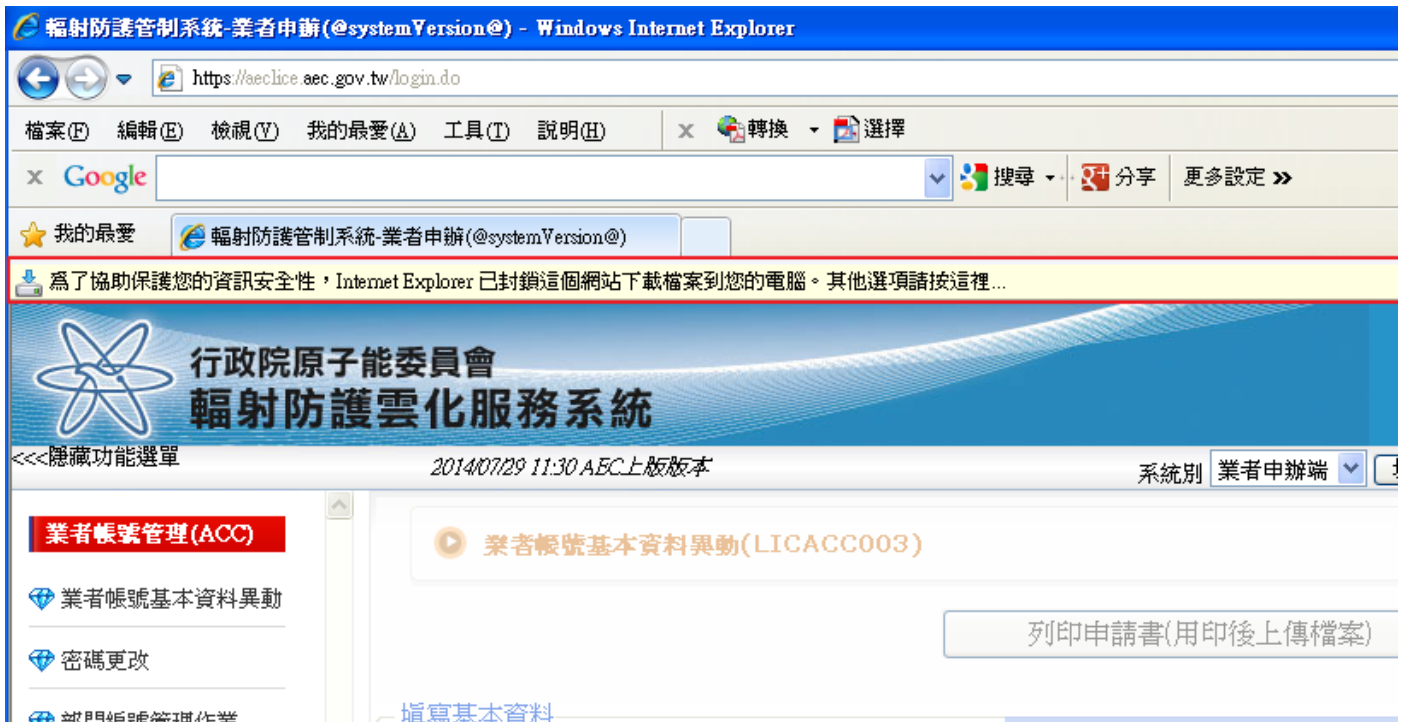 輻射防護管制系統-業者申辦(@systemVersion@) - Windows Internet Explorer
https://aeclice.aec.gov.tw/login.do
檔案(F) 編輯(E) 檢視(V) 我的最愛(A) 工具(T) 說明(H) x 轉換 選擇
x Google 搜尋 分享 更多設定 »
我的最愛 輻射防護管制系統-業者申辦(@systemVersion@)
為了協助保護您的資訊安全性，Internet Explorer 已封鎖這個網站下載檔案到您的電腦。其他選項請按這裡...
行政院原子能委員會
輻射防護雲化服務系統
<<<隱藏功能選單 2014/07/29 11:30 AEC上版版本 系統別 業者申辦端
業者帳號管理(ACC)
業者帳號基本資料異動(LICACC003)
業者帳號基本資料異動
列印申請書(用印後上傳檔案)
密碼更改
部門編號管理作業
填寫基本資料